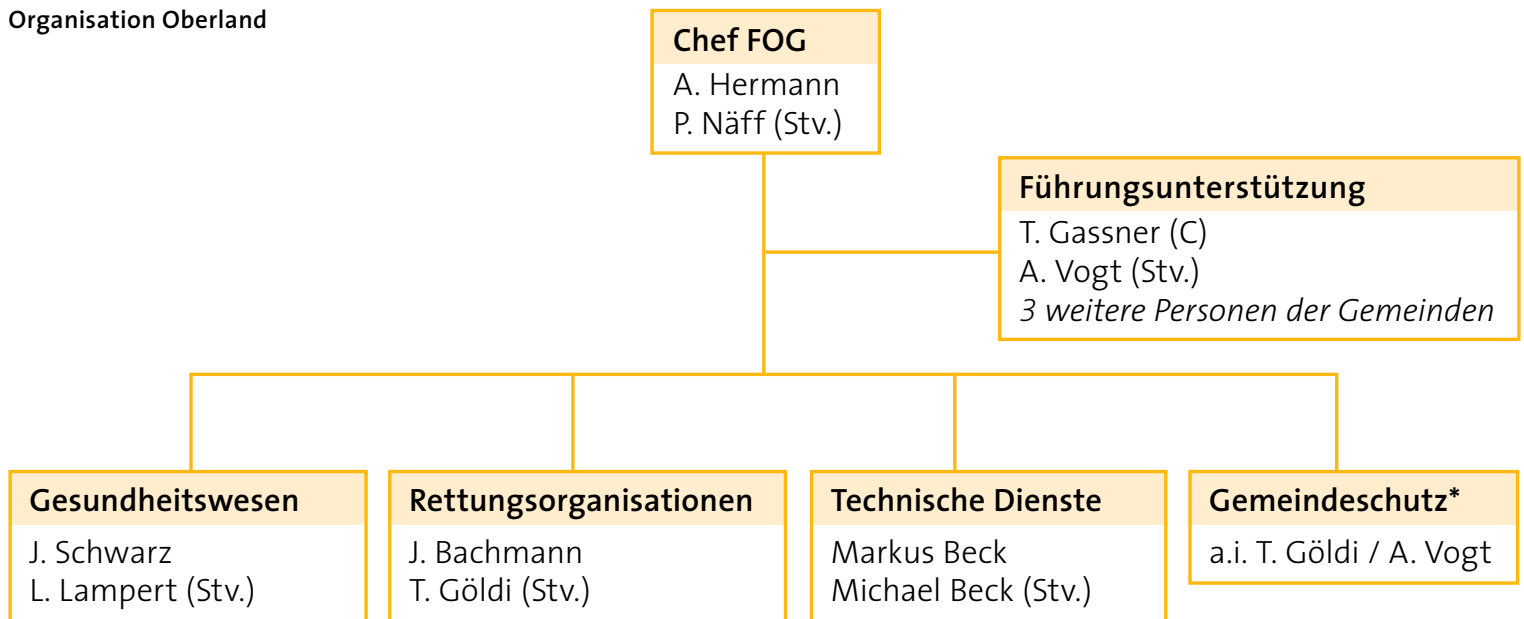 Organisation Oberland
Chef FOG
A. Hermann
P. Näff (Stv.)
Führungsunterstützung
T. Gassner (C)
A. Vogt (Stv.)
3 weitere Personen der Gemeinden
Gesundheitswesen
J. Schwarz
L. Lampert (Stv.)
Rettungsorganisationen
J. Bachmann
T. Göldi (Stv.)
Technische Dienste
Markus Beck
Michael Beck (Stv.)
Gemeindeschutz*
a.i. T. Göldi / A. Vogt